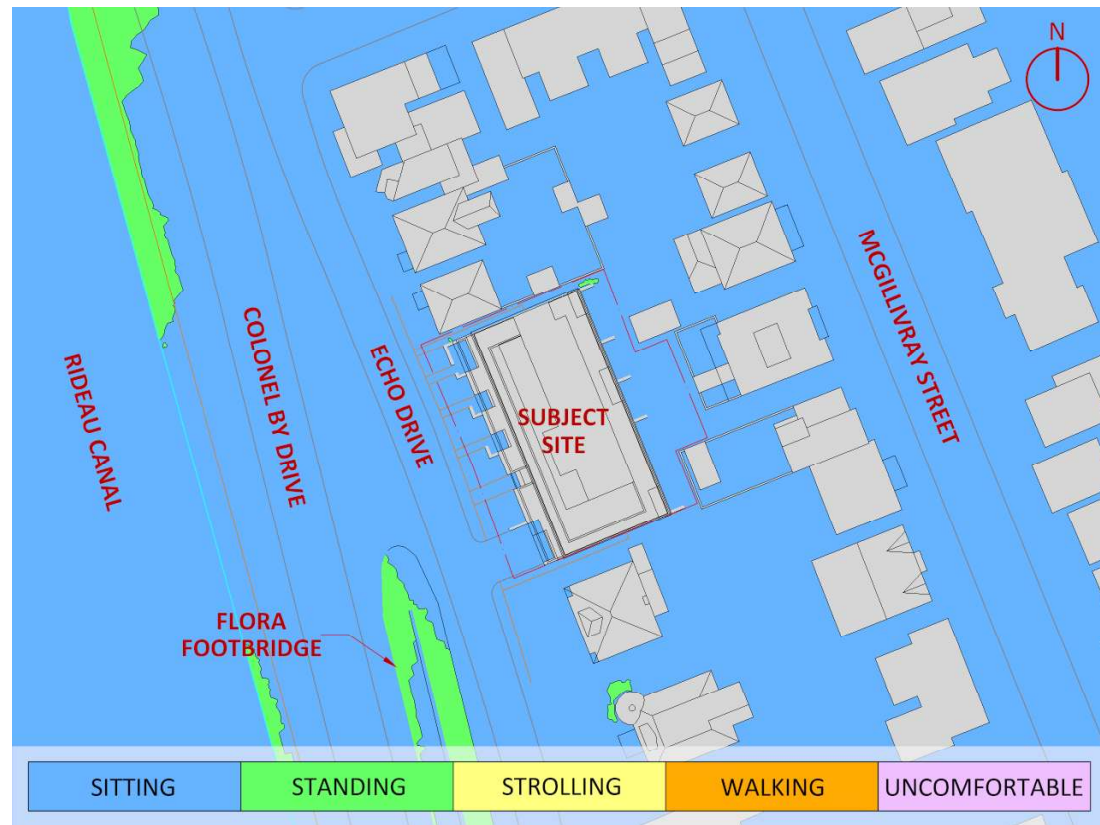 N
RIDEAU CANAL
COLONEL BY DRIVE
ECHO DRIVE
SUBJECT
SITE
MCGILLIVRAY STREET
FLORA
FOOTBRIDGE
SITTING
STANDING
STROLLING
WALKING
UNCOMFORTABLE